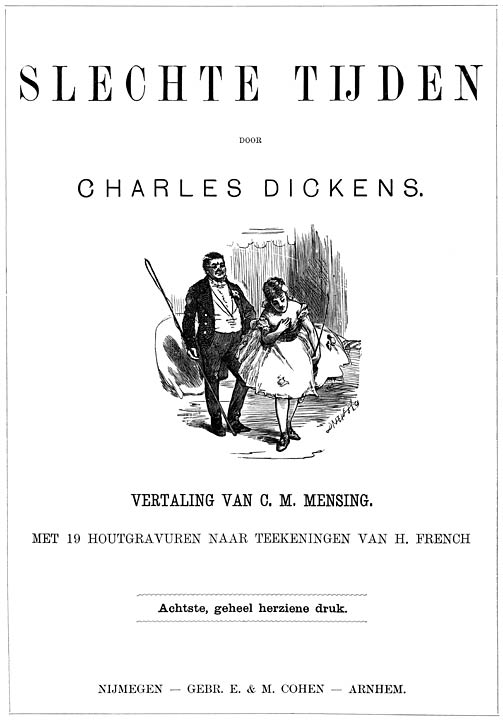 SLECHTE TIJDEN
DOOR
CHARLES DICKENS.
VERTALING VAN C. M. MENSING.
MET 19 HOUTGRAVUREN NAAR TEEKENINGEN VAN H. FRENCH
Achtste, geheel herziene druk.
NIJMEGEN — GEBR. E. & M. COHEN — ARNHEM.